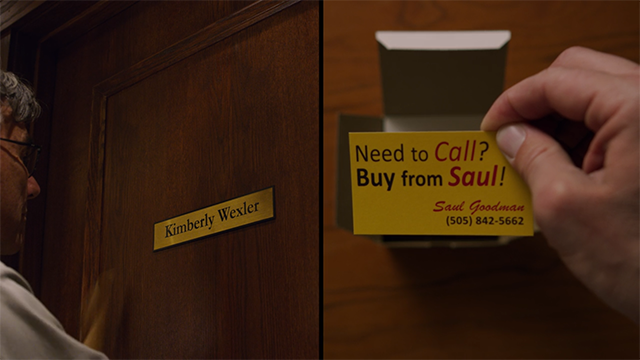 Kimberly Wexler
Need to Call?
Buy from Saul!
Saul Goodman
(505) 842-5662